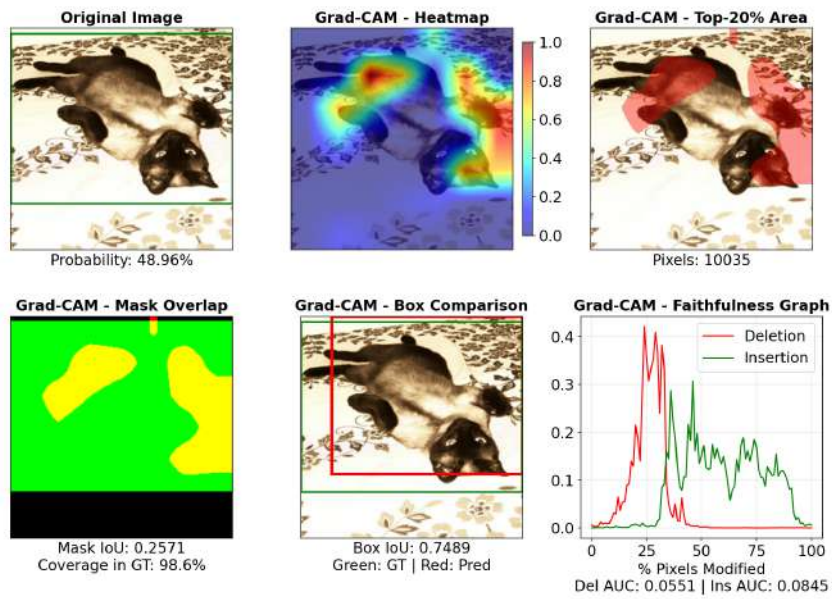 Original Image
Grad-CAM - Heatmap
Grad-CAM - Top-20% Area
1.0
0.8
0.6
0.4
0.2
0.0
Probability: 48.96%
Pixels: 10035
Grad-CAM - Mask Overlap
Grad-CAM - Box Comparison
Grad-CAM - Faithfulness Graph
Deletion
Insertion
0.4
0.3
0.2
0.1
0.0
0
25
50
75
100
Mask IoU: 0.2571
Coverage in GT: 98.6%
Box IoU: 0.7489
Green: GT | Red: Pred
% Pixels Modified
Del AUC: 0.0551 | Ins AUC: 0.0845